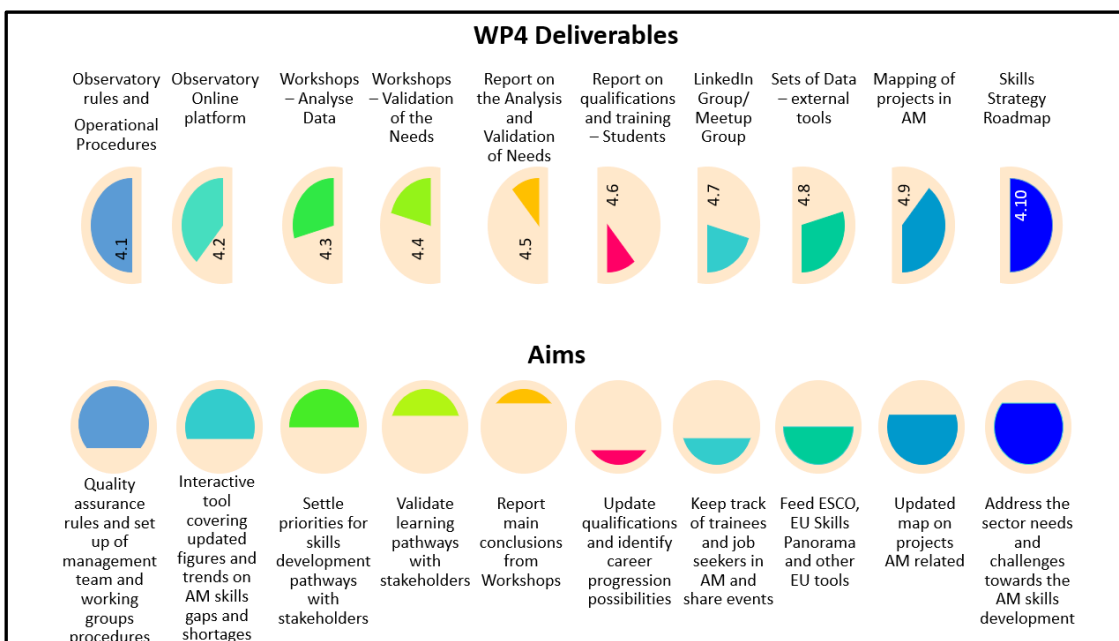 WP4 Deliverables
Observatory
rules and
Operational
Procedures
Observatory
Online
platform
Workshops
– Analyse
Data
Workshops
– Validation
of the
Needs
Report on
the Analysis
and
Validation
of Needs
Report on
qualifications
and training
– Students
LinkedIn
Group/
Meetup
Group
Sets of Data
– external
tools
Mapping of
projects in
AM
Skills
Strategy
Roadmap
4.1
4.2
4.3
4.4
4.5
4.6
4.7
4.8
4.9
4.10
Aims
Quality
assurance
rules and set
up of
management
team and
working
groups
procedures
Interactive
tool
covering
updated
figures and
trends on
AM skills
gaps and
shortages
Settle
priorities for
skills
development
pathways
with
stakeholders
Validate
learning
pathways
with
stakeholders
Report
main
conclusions
from
Workshops
Update
qualifications
and identify
career
progression
possibilities
Keep track
of trainees
and job
seekers in
AM and
share events
Feed ESCO,
EU Skills
Panorama
and other
EU tools
Updated
map on
projects
AM related
Address the
sector needs
and
challenges
towards the
AM skills
development